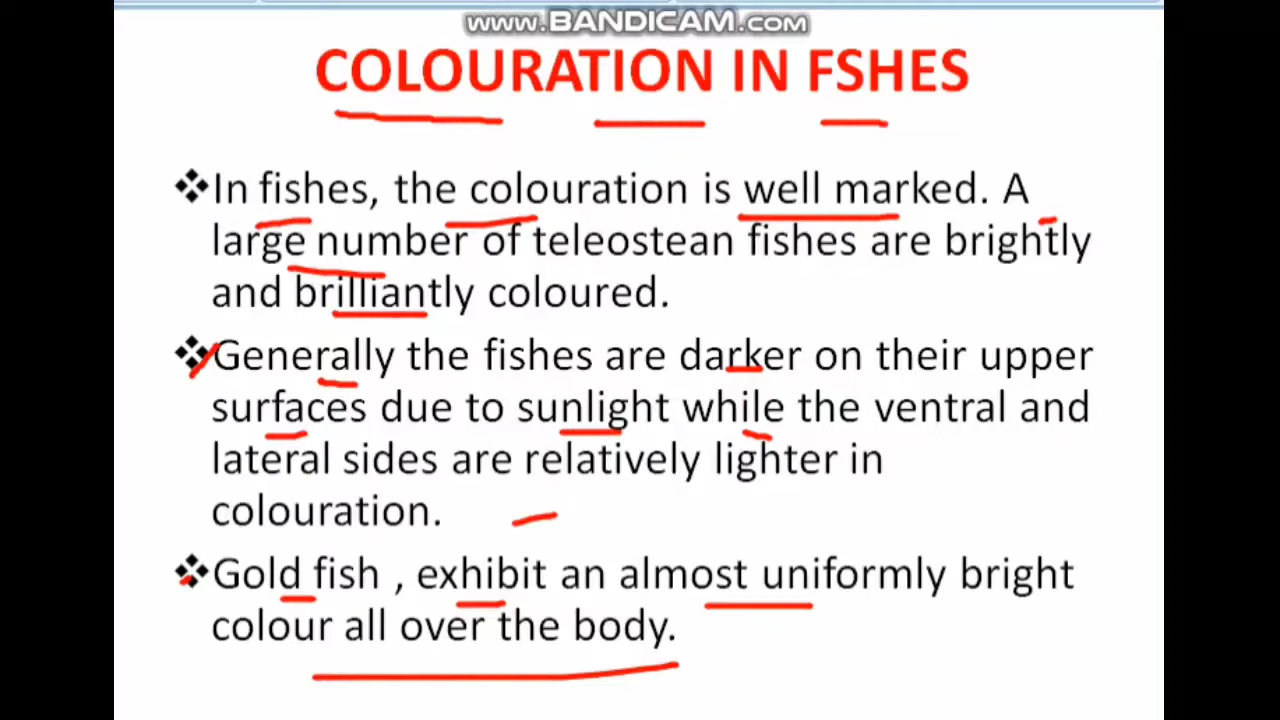 www.BANDICAM.com
COLOURATION IN FSHES
❖In fishes, the colouration is well marked. A
large number of teleostean fishes are brightly
and brilliantly coloured.
❖Generally the fishes are darker on their upper
surfaces due to sunlight while the ventral and
lateral sides are relatively lighter in
colouration.
❖Gold fish , exhibit an almost uniformly bright
colour all over the body.